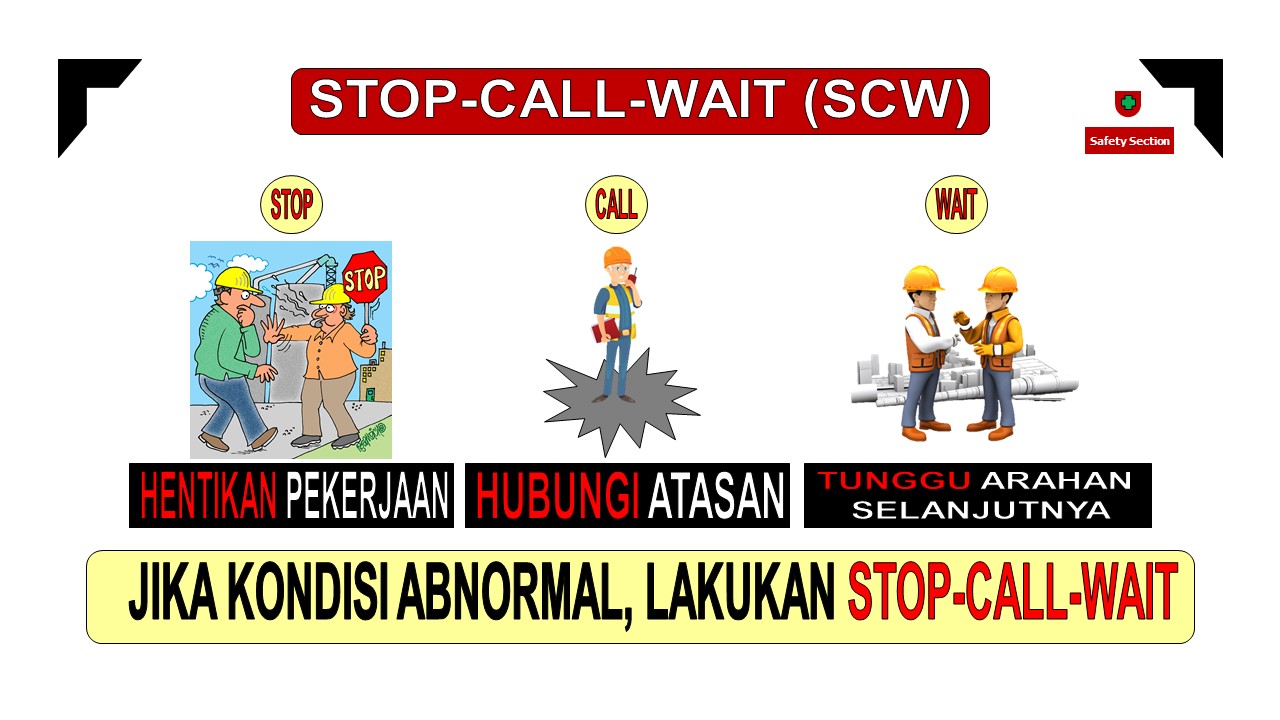 STOP-CALL-WAIT (SCW)
Safety Section
STOP
CALL
WAIT
STOP
HENTIKAN PEKERJAAN
HUBUNGI ATASAN
TUNGGU ARAHAN
SELANJUTNYA
JIKA KONDISI ABNORMAL, LAKUKAN STOP-CALL-WAIT